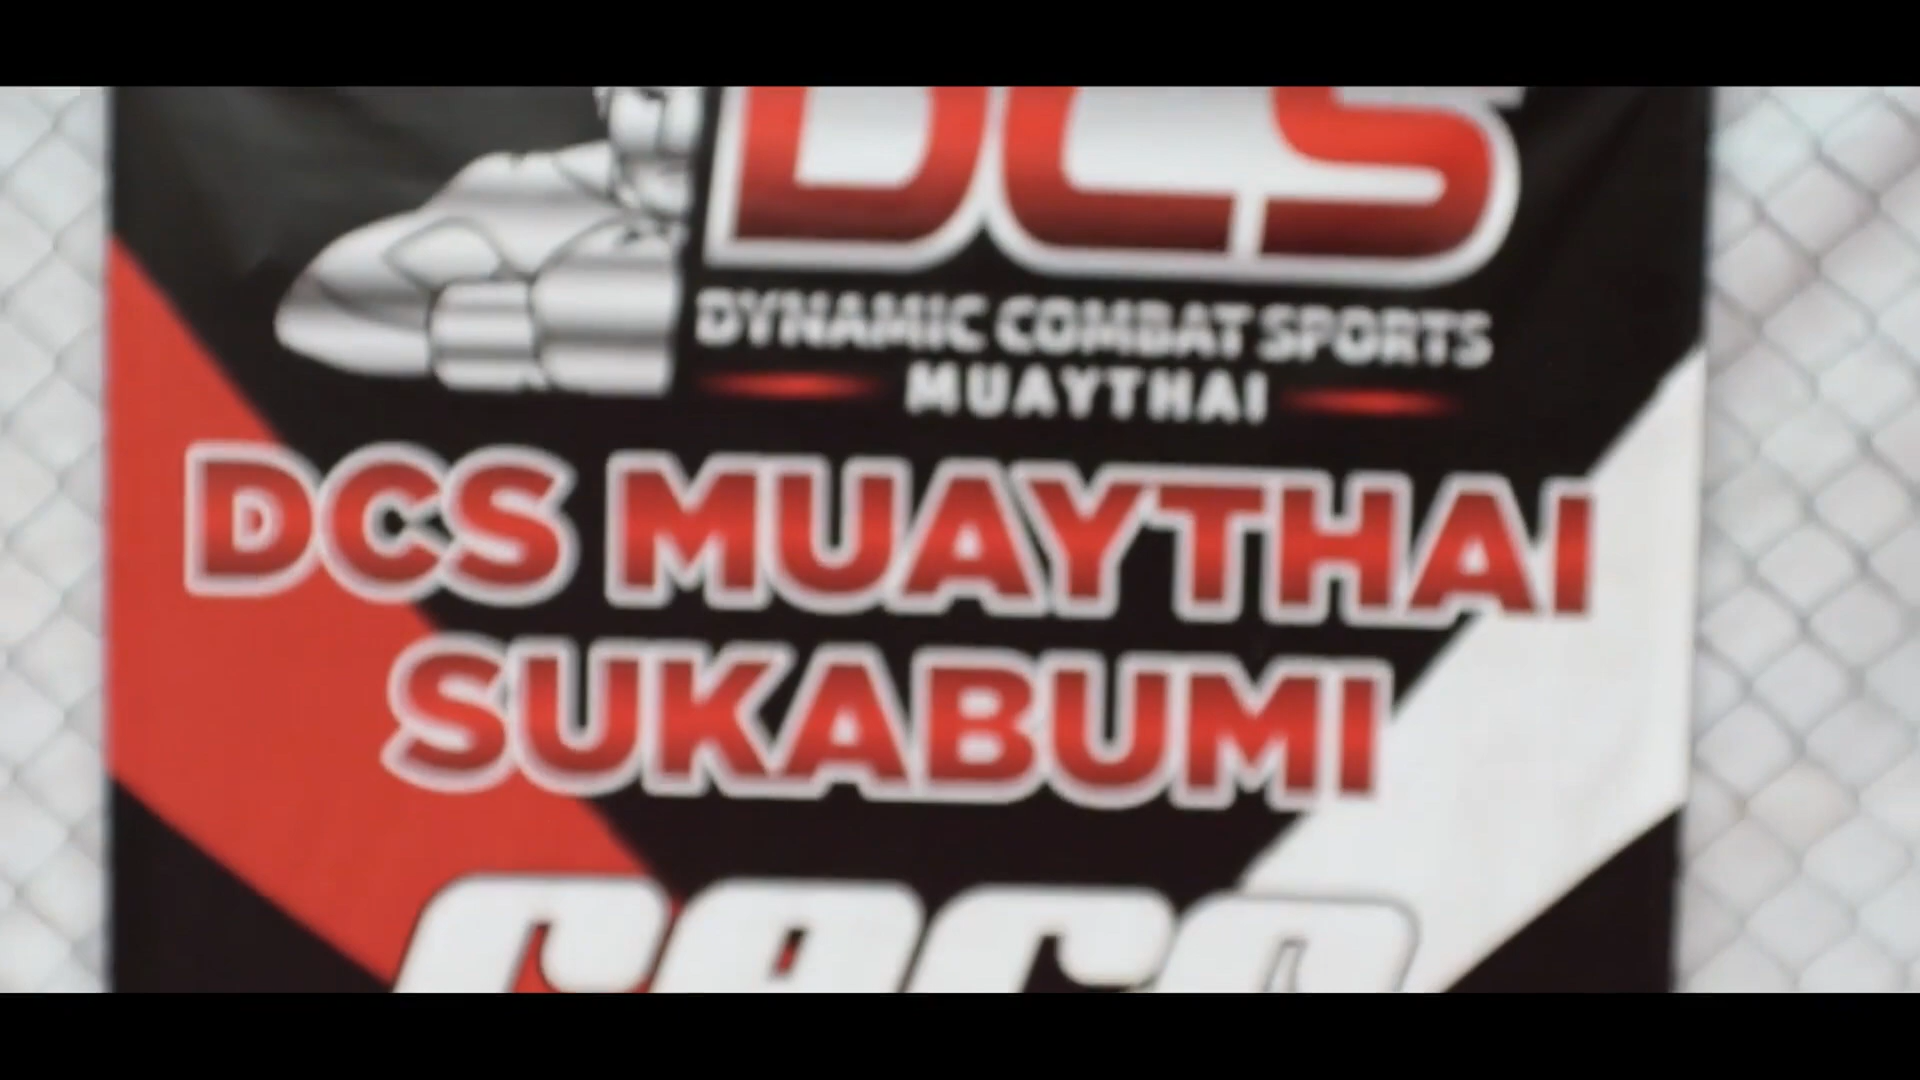 DCS
DYNAMIC COMBAT SPORTS
MUAYTHAI
DCS MUAYTHAI
SUKABUMI